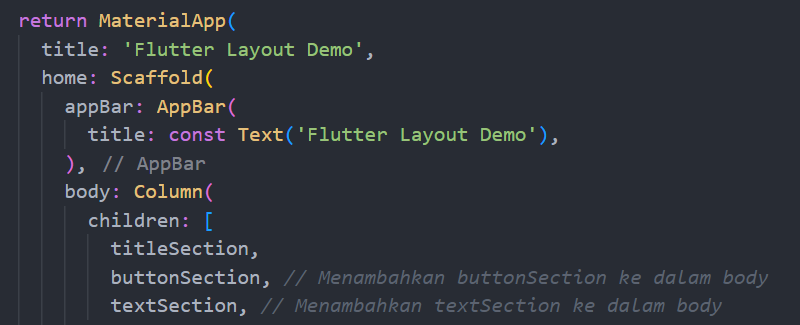 return MaterialApp(
title: 'Flutter Layout Demo',
home: Scaffold(
appBar: AppBar(
title: const Text('Flutter Layout Demo'),
), // AppBar
body: Column(
children: [
titleSection,
buttonSection, // Menambahkan buttonSection ke dalam body
textSection, // Menambahkan textSection ke dalam body